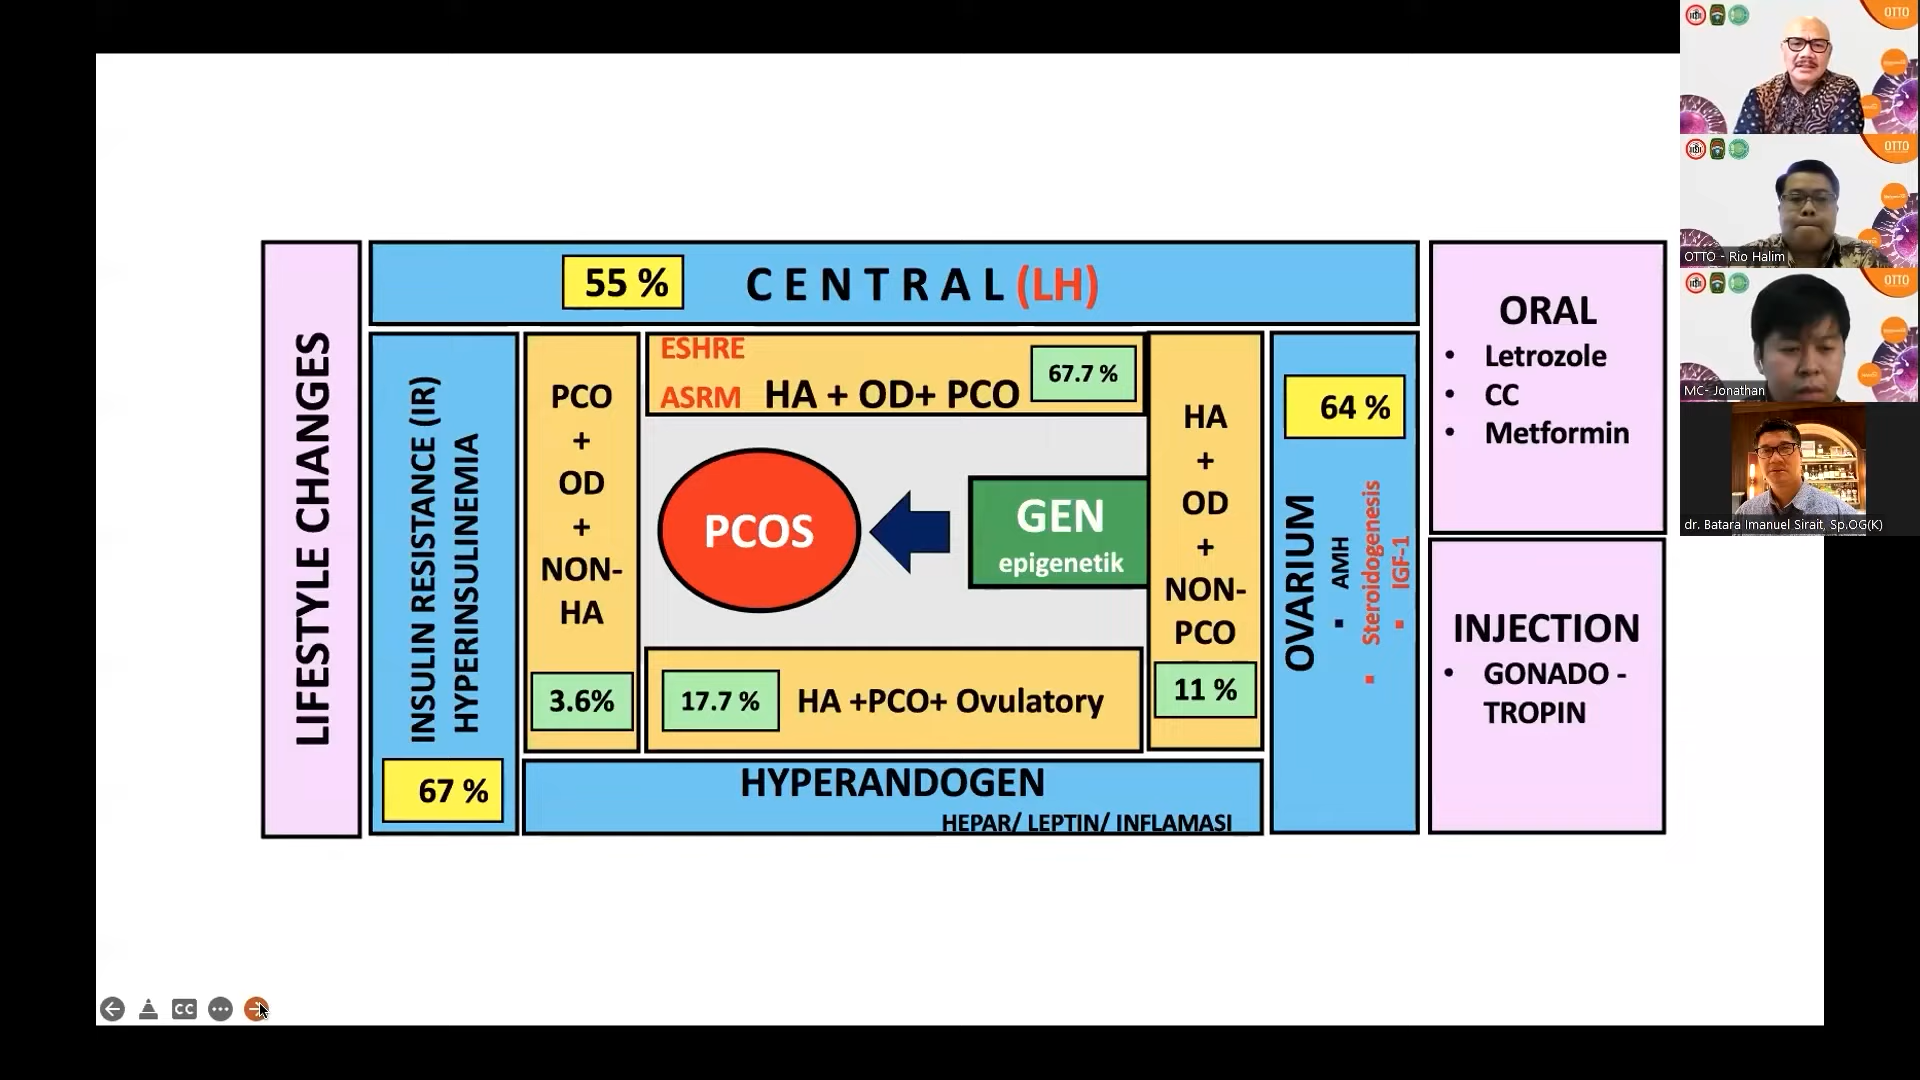 LIFESTYLE CHANGES
55 %
CENTRAL (LH)
INSULIN RESISTANCE (IR)
HYPERINSULINEMIA
67 %
PCO
+
OD
+
NON-
HA
3.6%
ESHRE
ASRM HA + OD+ PCO
67.7 %
PCOS
GEN
epigenetik
17.7 %
HA +PCO+ Ovulatory
HA
+
OD
+
NON-
PCO
11 %
HYPERANDOGEN
HEPAR/ LEPTIN/ INFLAMASI
64 %
OVARIUM
▪ AMH
▪ Steroidogenesis
▪ IGF-1
ORAL
• Letrozole
• CC
• Metformin
INJECTION
• GONADO -
TROPIN
OTTO
OTTO
OTTO - Rio Halim
OTTO
MC- Jonathan
dr. Batara Imanuel Sirait, Sp.OG(K)
CC